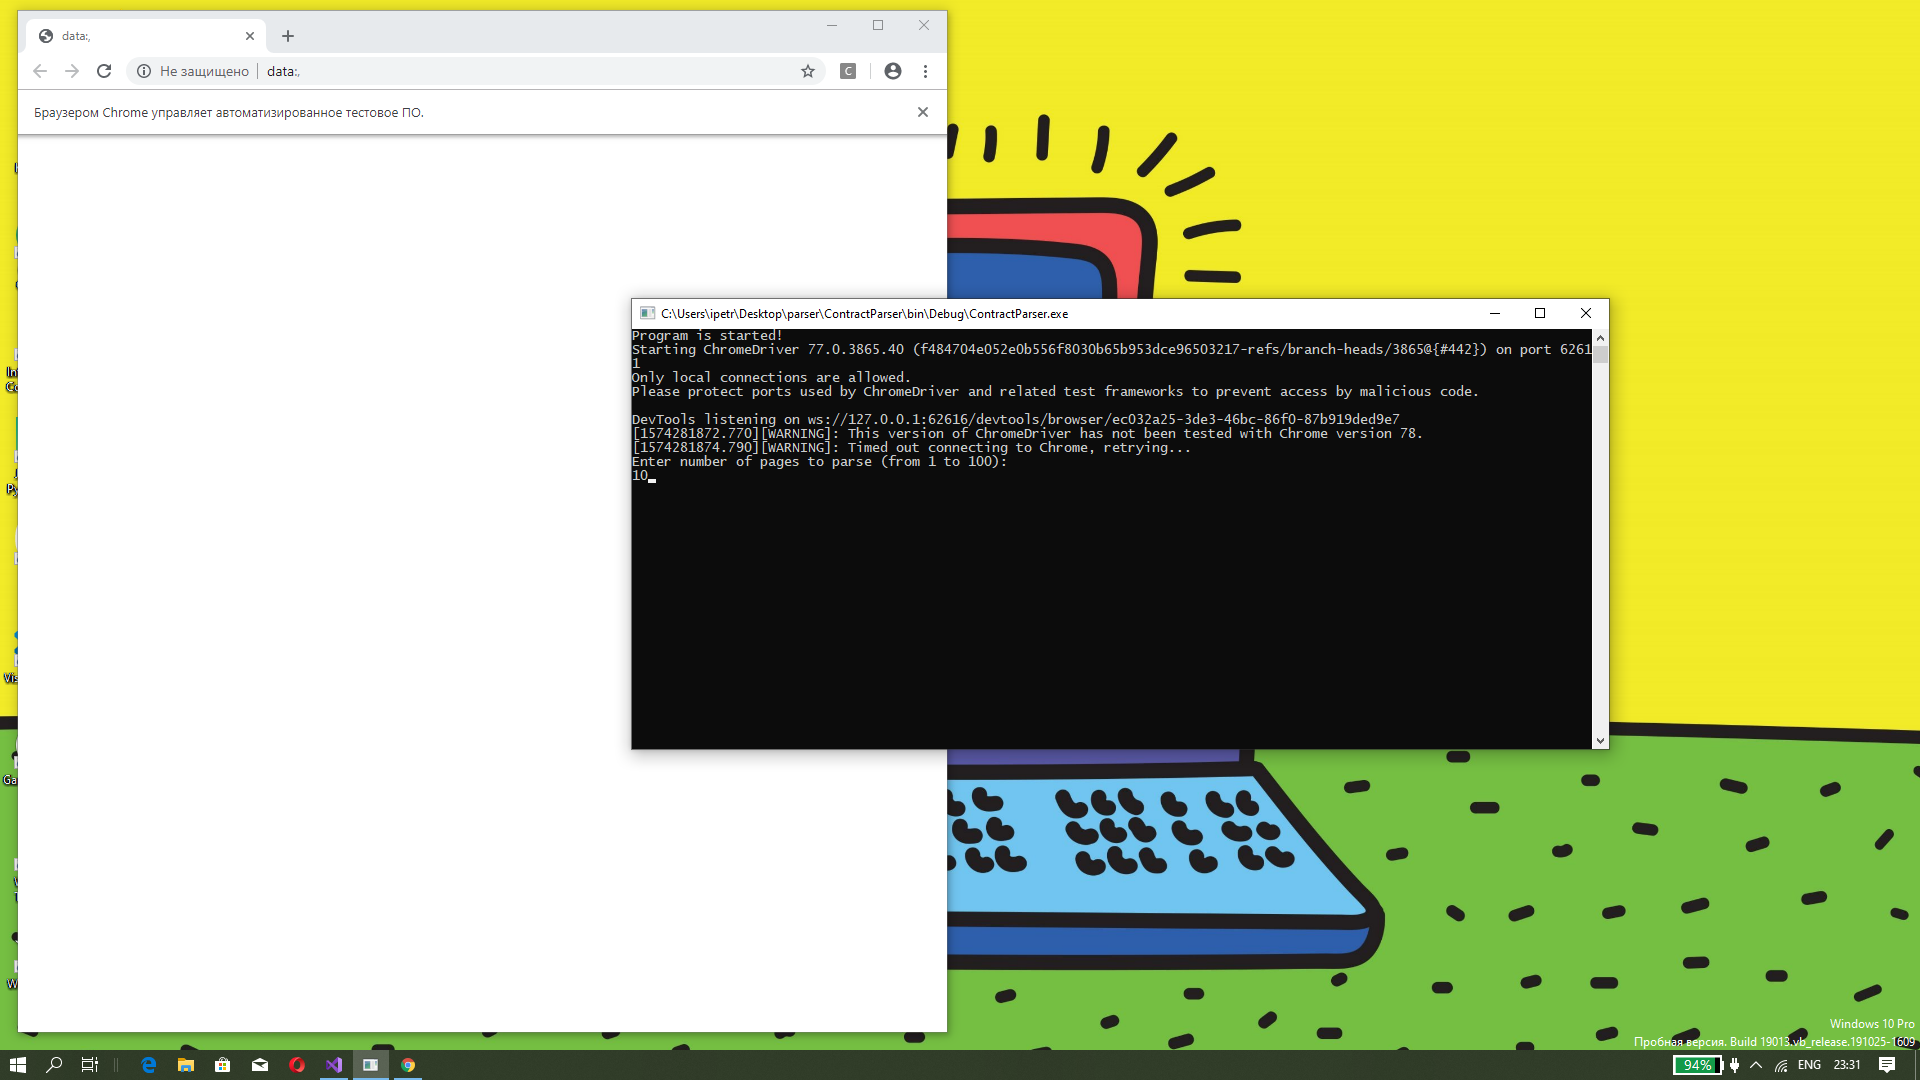 data:,
Не защищено
data:,
C
Браузером Chrome управляет автоматизированное тестовое ПО.
C:\Users\ipetr\Desktop\parser\ContractParser\bin\Debug\ContractParser.exe
Program is started!
Starting ChromeDriver 77.0.3865.40 (f484704e052e0b556f8030b65b953dce96503217-refs/branch-heads/3865@{#442}) on port 6261
1
Only local connections are allowed.
Please protect ports used by ChromeDriver and related test frameworks to prevent access by malicious code.
DevTools listening on ws://127.0.0.1:62616/devtools/browser/ec032a25-3de3-46bc-86f0-87b919ded9e7
[1574281872.770][WARNING]: This version of ChromeDriver has not been tested with Chrome version 78.
[1574281874.790][WARNING]: Timed out connecting to Chrome, retrying...
Enter number of pages to parse (from 1 to 100):
10
Windows 10 Pro
Пробная версия. Build 19013.vb_release.191025-1609
94%
ENG
23:31